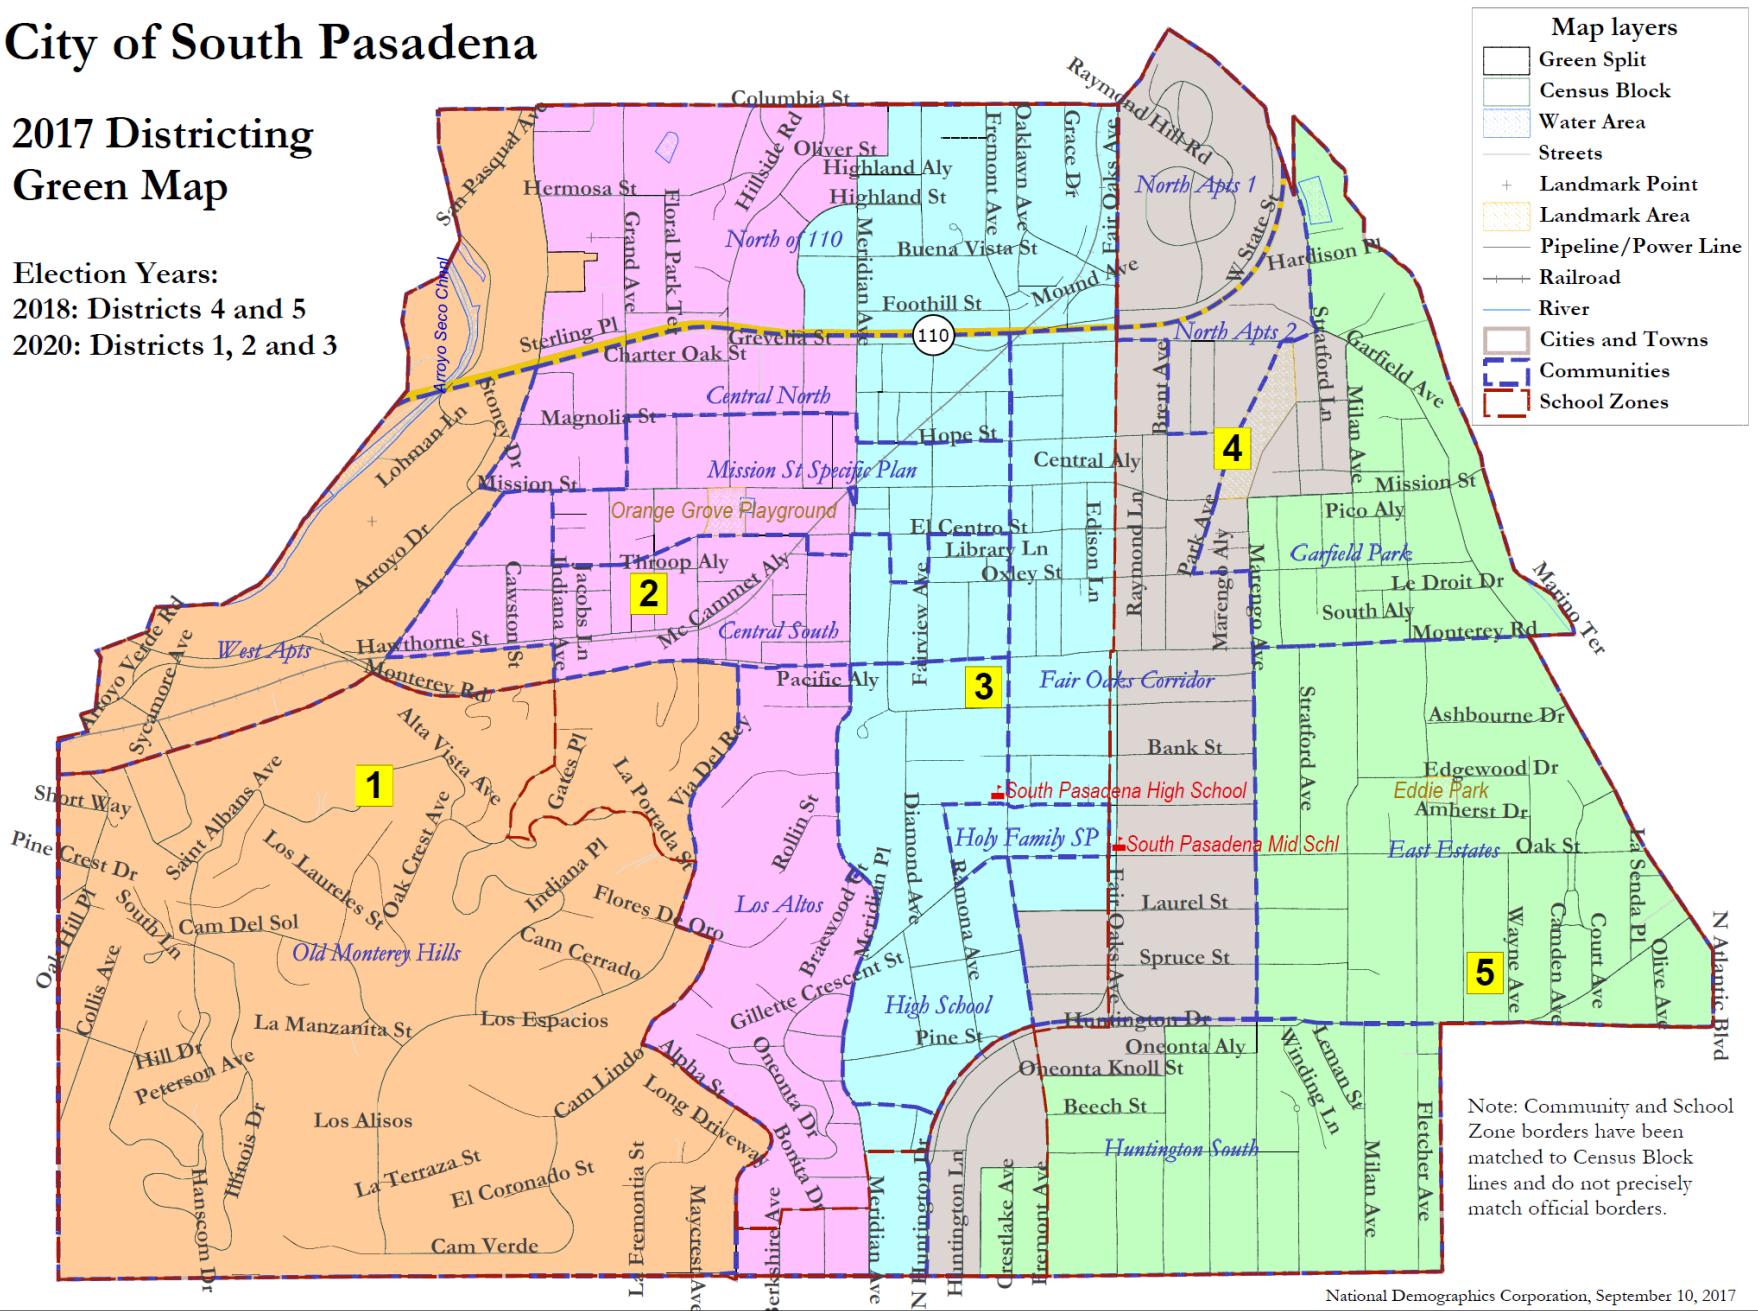 City of South Pasadena
2017 Districting
Green Map
Election Years:
2018: Districts 4 and 5
2020: Districts 1, 2 and 3
Map layers
Green Split
Census Block
Water Area
Streets
Landmark Point
Landmark Area
Pipeline/Power Line
Railroad
River
Cities and Towns
Communities
School Zones
Columbia St
Raymond Hill Rd
San Pasqual Ave
Hillside Rd
Oliver St
Highland Aly
Highland St
Fremont Ave
Oaklawn Ave
Grace Dr
Fair Oaks Ave
North Apts 1
Hermosa St
Grand Ave
Floral Park Ter
North of 110
Meridian Ave
Buena Vista St
Mound Ave
W State St
Hardison Pl
Arroyo Seco Chnnl
Foothill St
Sterling Pl
Grevelia St
110
North Apts 2
Stratford Ln
Garfield Ave
Charter Oak St
Central North
Brent Ave
Milan Ave
Stoney Dr
Lohman Ln
Magnolia St
Hope St
4
Central Aly
Mission St Specific Plan
Mission St
Mission St
Orange Grove Playground
Pico Aly
El Centro St
Edison Ln
Raymond Ln
Park Ave
Marengo Aly
Marengo Ave
Garfield Park
Library Ln
Oxley St
Throop Aly
Mc Cammet Aly
Arroyo Dr
Cawston St
Indiana Ave
Jacobs Ln
2
Fairview Ave
Le Droit Dr
South Aly
Marino Ter
Monterey Rd
Central South
Hawthorne St
West Apts
Arroyo Verde Rd
Sycamore Ave
Monterey Rd
Pacific Aly
3
Fair Oaks Corridor
Stratford Ave
Ashbourne Dr
Alta Vista Ave
Gates Pl
La Portada St
Via Del Rey
Bank St
Edgewood Dr
1
Short Way
Saint Albans Ave
South Pasadena High School
Eddie Park
Amherst Dr
Pine Crest Dr
Los Laureles St
Oak Crest Ave
Rollin St
Diamond Ave
Holy Family SP
South Pasadena Mid Schl
East Estates
Oak St
La Senda Pl
Indiana Pl
Flores De Oro
Los Altos
Braewood Ct
Meridian Pl
Ramona Ave
Fair Oaks Ave
Laurel St
Oak Hill Pl
South Ln
Cam Del Sol
Old Monterey Hills
Cam Cerrado
Collis Ave
Gillette Crescent St
Spruce St
5
Wayne Ave
Camden Ave
Court Ave
Olive Ave
N Atlantic Blvd
High School
La Manzanita St
Los Espacios
Pine St
Huntington Dr
Oneonta Aly
Oneonta Knoll St
Winding Ln
Leman St
Hill Dr
Peterson Ave
Illinois Dr
Cam Lindo
Alpha St
Long Driveway
Oneonta Dr
Bonita Dr
Los Alisos
Beech St
Huntington South
Milan Ave
Fletcher Ave
Hanscom Dr
La Terraza St
El Coronado St
Cam Verde
La Fremontia St
Maycrest Ave
Berkshire Ave
Meridian Ave
N Huntington Dr
Huntington Ln
Crestlake Ave
Fremont Ave
Note: Community and School
Zone borders have been
matched to Census Block
lines and do not precisely
match official borders.
National Demographics Corporation, September 10, 2017